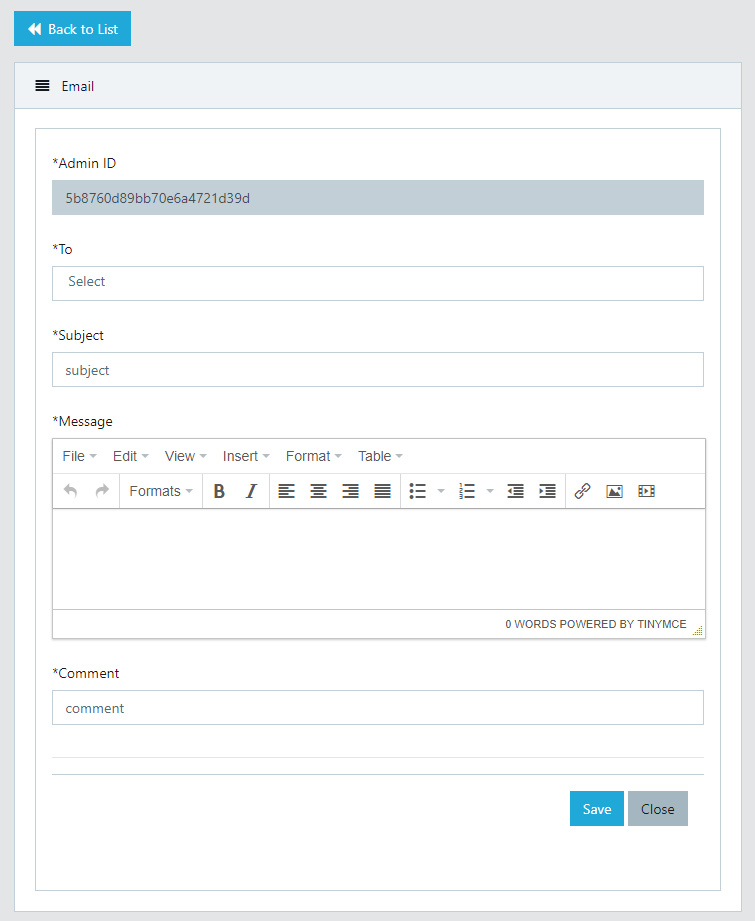 Back to List
Email
*Admin ID
5b8760d89bb70e6a4721d39d
*To
Select
*Subject
subject
*Message
File Edit View Insert Format Table
Formats B I
0 WORDS POWERED BY TINYMCE
*Comment
comment
Save Close